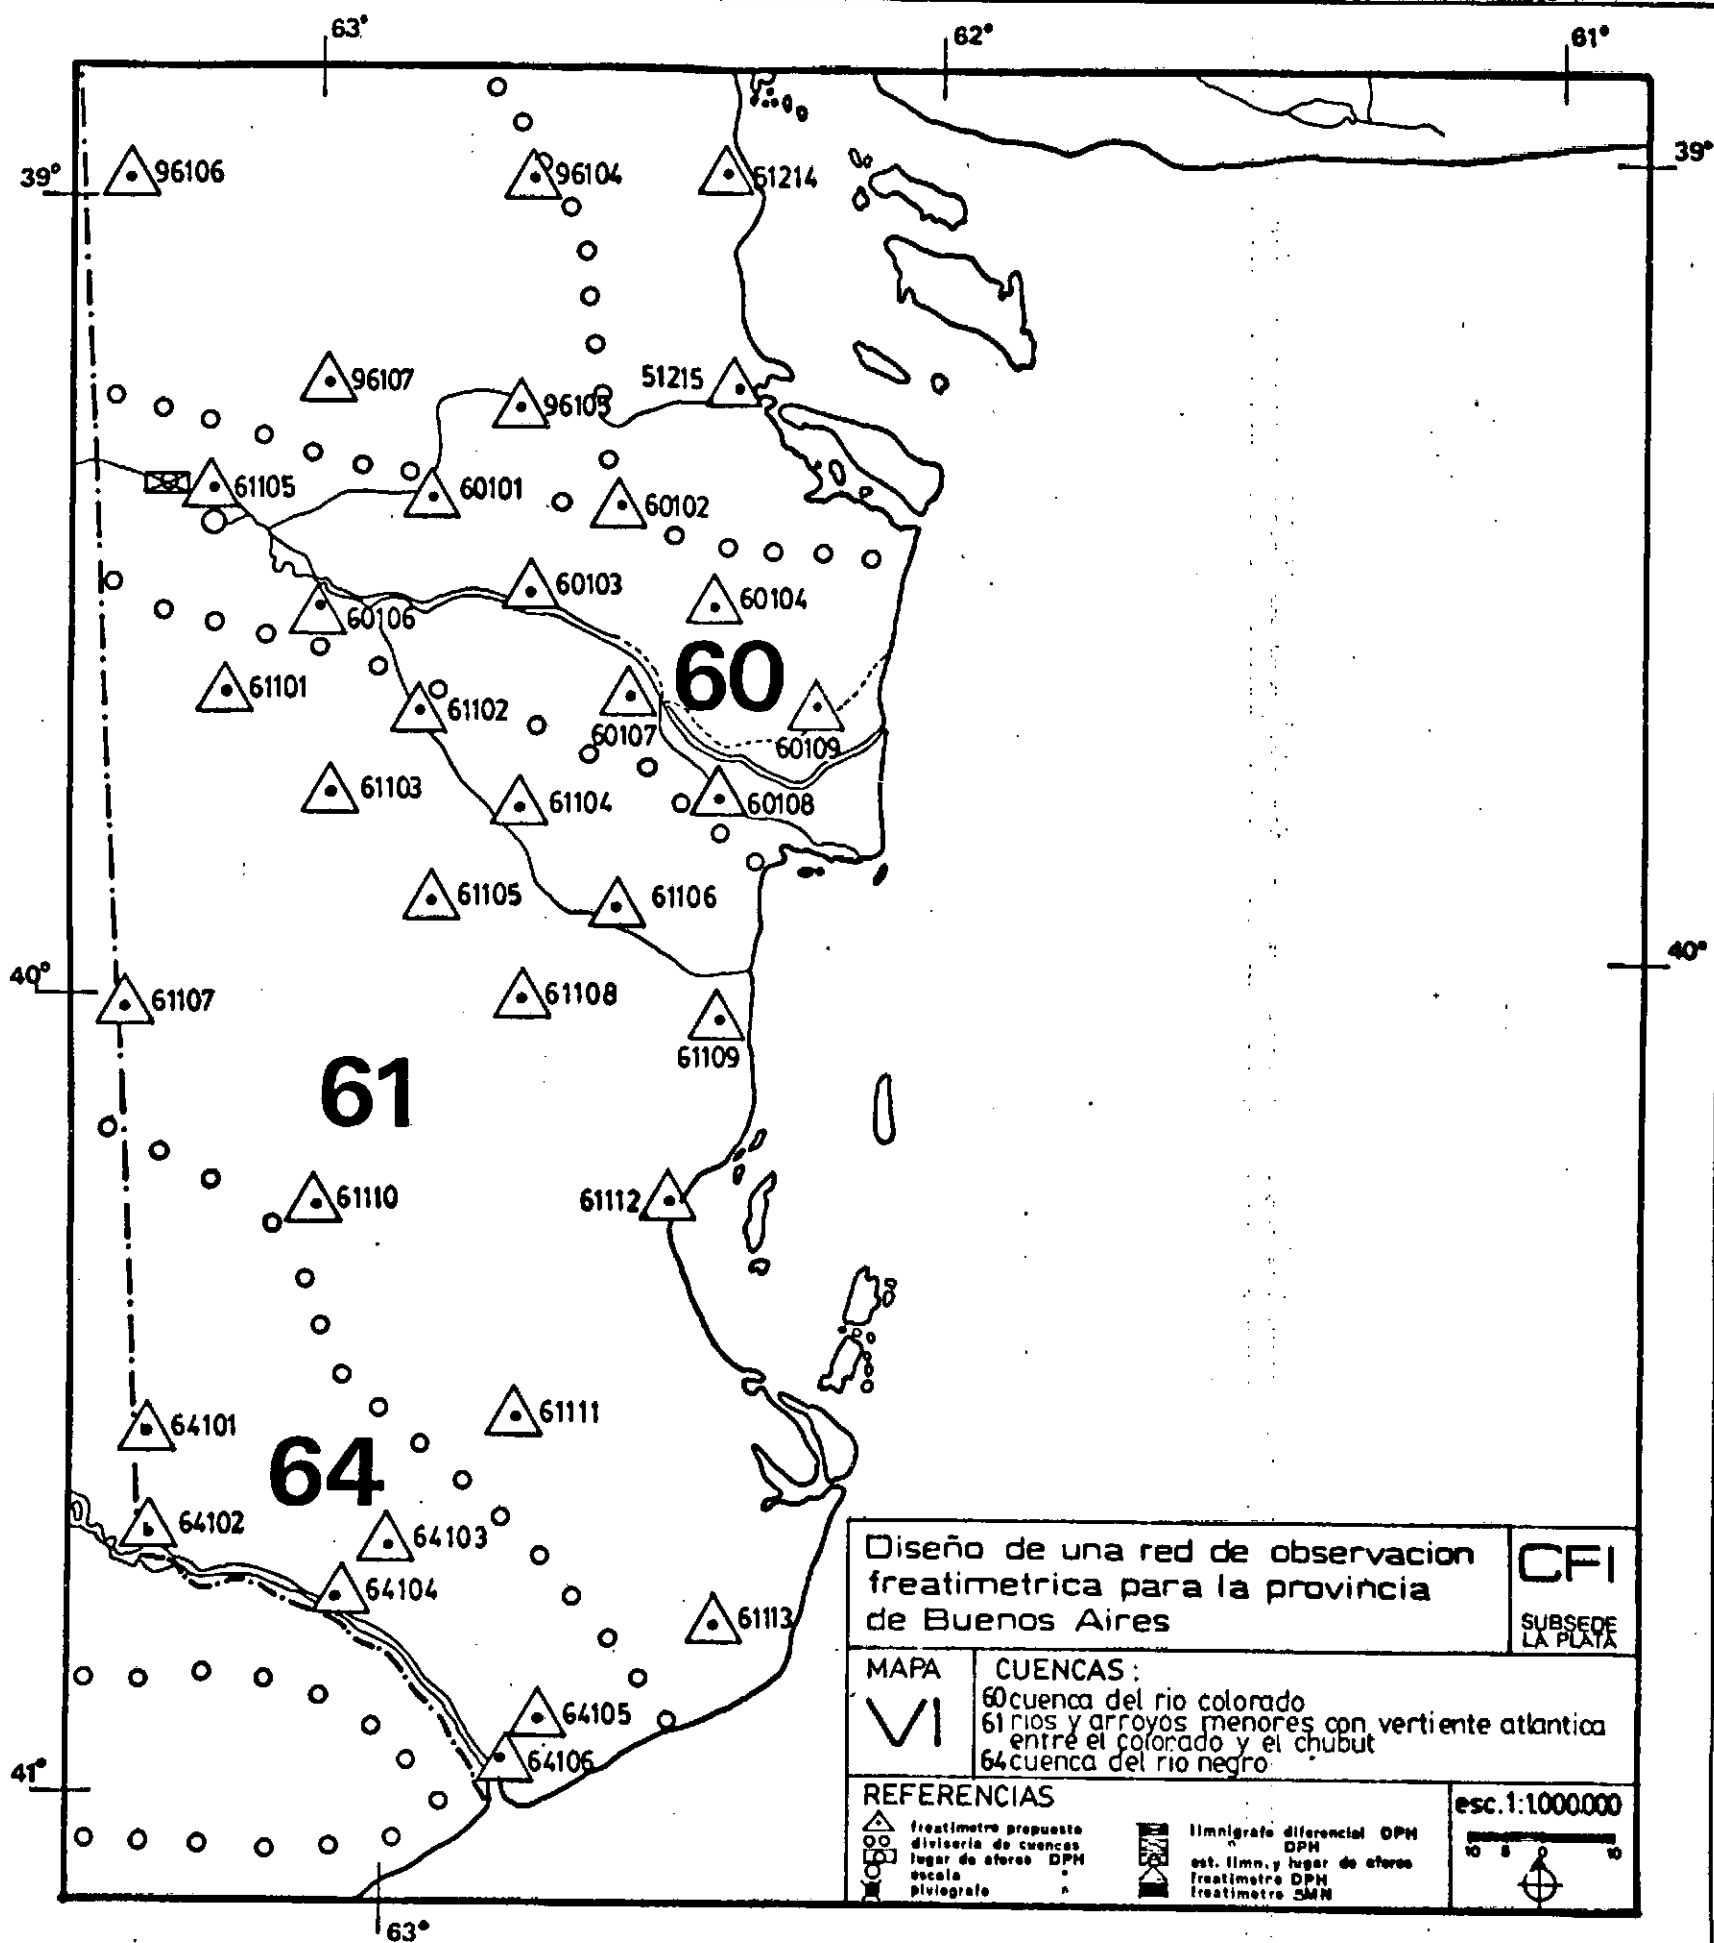 63°
62°
61°
39°
96106
96104
51214
39°
96107
51215
96105
61105
60101
60102
60103
60104
60106
61101
60
61102
60107
60109
61103
61104
60108
61105
61106
40°
40°
61107
61108
61109
61
61110
61112
64101
61111
64
64102
64103
64104
61113
64105
64106
41°
63°
Diseño de una red de observacion
freatimetrica para la provincia
de Buenos Aires
CFI
SUBSEDE
LA PLATA
MAPA
VI
CUENCAS:
60 cuenca del rio colorado
61 rios y arroyos menores con vertiente atlantica
entre el colorado y el chubut
64 cuenca del rio negro
REFERENCIAS
freatimetro propuesto
divisoria de cuencas
lugar de aforos DPH
escala "
pluviografo "
limnigrafo diferencial DPH
" DPH
est. limn. y lugar de aforos
freatimetro DPH
freatimetro SMN
esc. 1:1.000.000
10 5 0 10